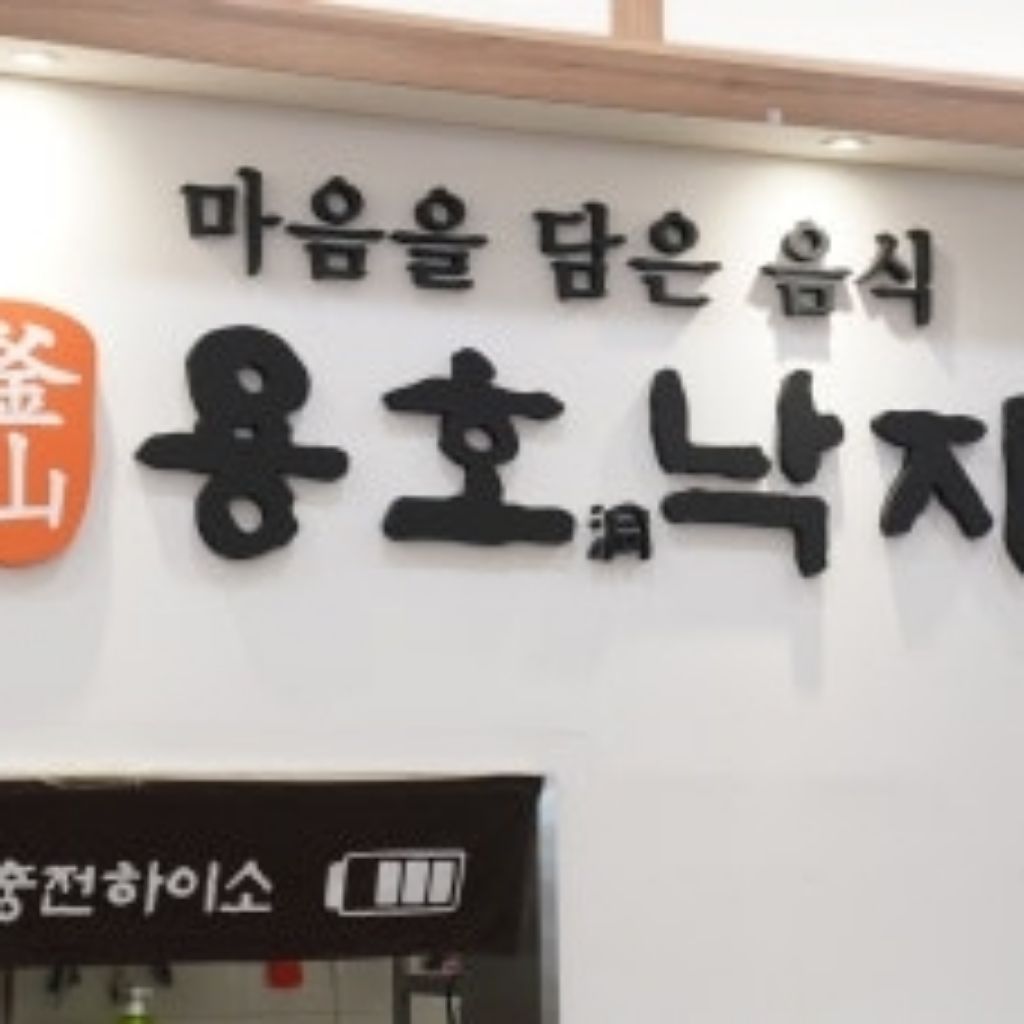 마음을 담은 음식
釜山
용호洞낙지
충전하이소